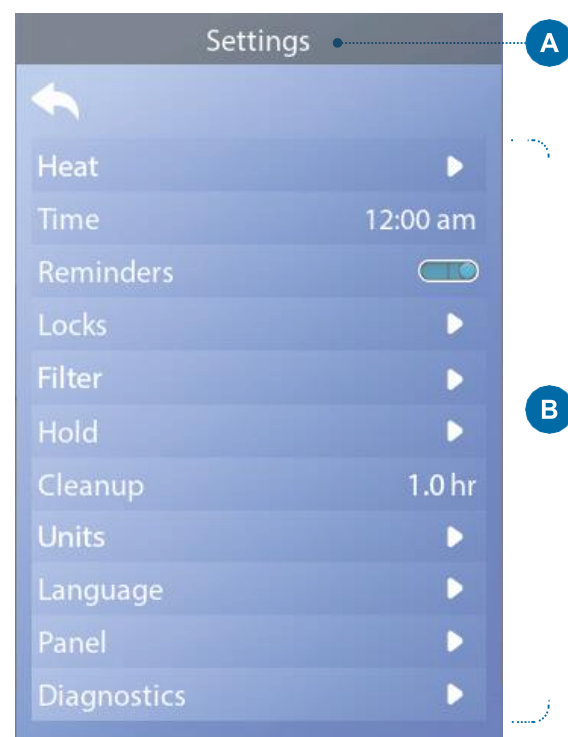 Settings
A
Heat
Time 12:00 am
Reminders
Locks
Filter
B
Hold
Cleanup 1.0 hr
Units
Language
Panel
Diagnostics